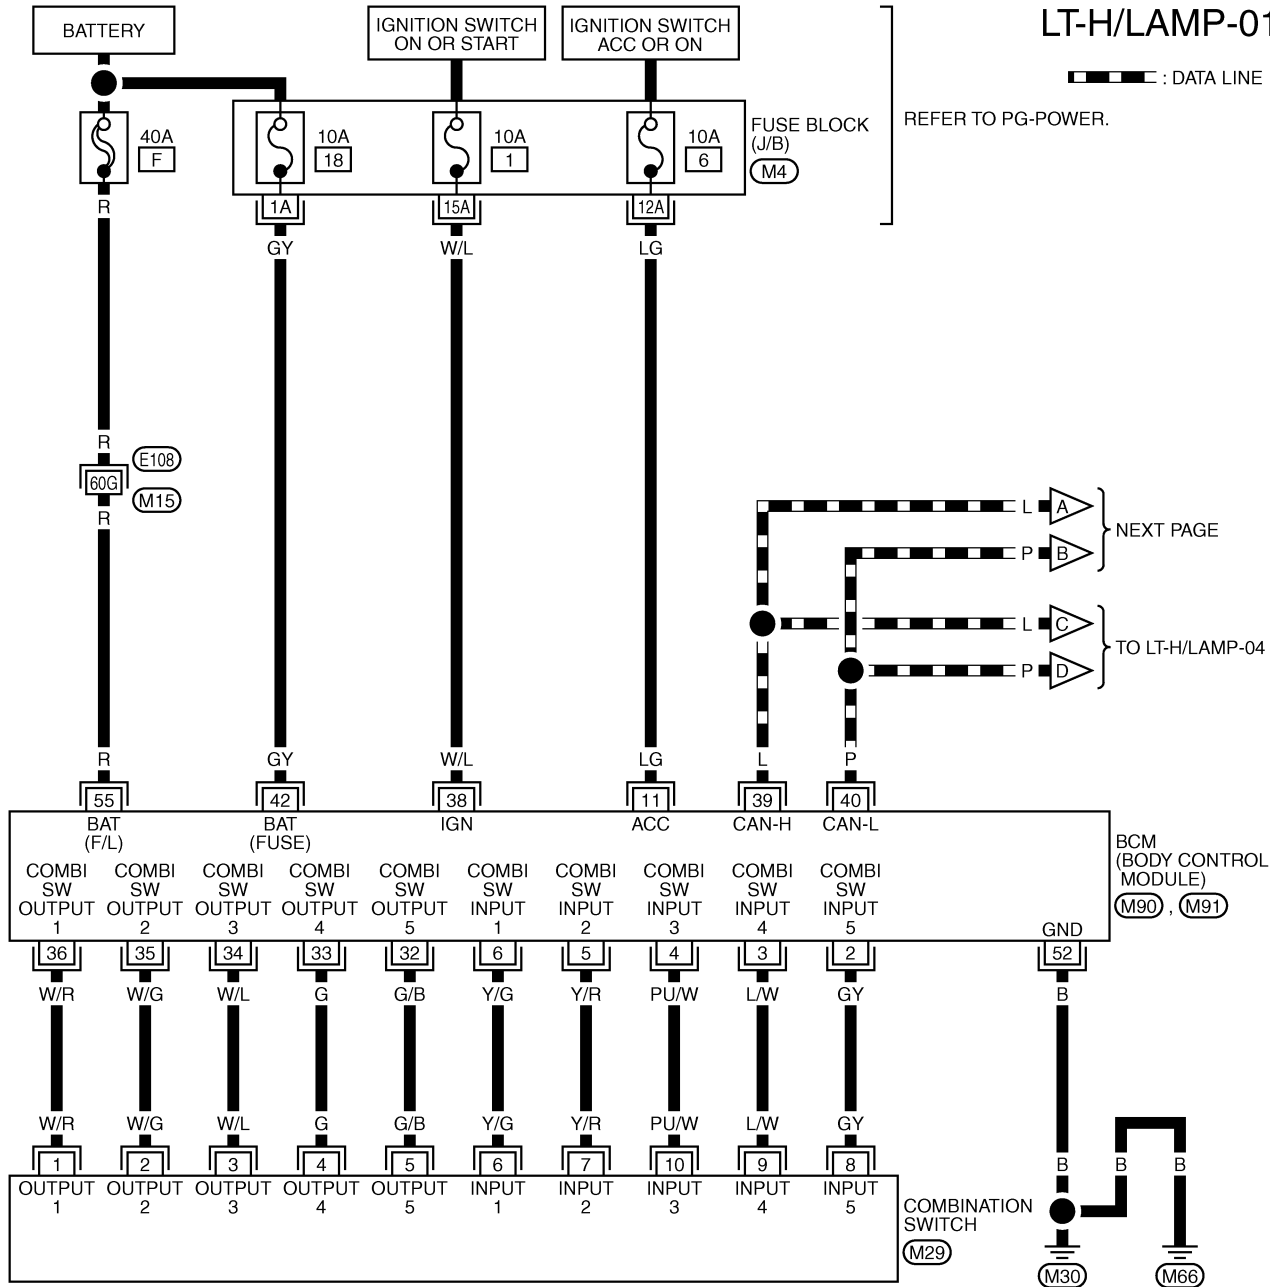 LT-H/LAMP-01
BATTERY
IGNITION SWITCH
ON OR START
IGNITION SWITCH
ACC OR ON
: DATA LINE
40A
F
10A
18
10A
1
10A
6
FUSE BLOCK
(J/B)
M4
REFER TO PG-POWER.
1A
15A
12A
R
GY
W/L
LG
R
E108
60G
M15
R
L
A
P
B
NEXT PAGE
L
C
P
D
TO LT-H/LAMP-04
R
GY
W/L
LG
L
P
55
42
38
11
39
40
BAT
(F/L)
BAT
(FUSE)
IGN
ACC
CAN-H
CAN-L
BCM
(BODY CONTROL
MODULE)
M90 , M91
COMBI
SW
OUTPUT
1
COMBI
SW
OUTPUT
2
COMBI
SW
OUTPUT
3
COMBI
SW
OUTPUT
4
COMBI
SW
OUTPUT
5
COMBI
SW
INPUT
1
COMBI
SW
INPUT
2
COMBI
SW
INPUT
3
COMBI
SW
INPUT
4
COMBI
SW
INPUT
5
GND
36
35
34
33
32
6
5
4
3
2
52
W/R
W/G
W/L
G
G/B
Y/G
Y/R
PU/W
L/W
GY
B
W/R
W/G
W/L
G
G/B
Y/G
Y/R
PU/W
L/W
GY
B
B
B
1
2
3
4
5
6
7
10
9
8
OUTPUT
1
OUTPUT
2
OUTPUT
3
OUTPUT
4
OUTPUT
5
INPUT
1
INPUT
2
INPUT
3
INPUT
4
INPUT
5
COMBINATION
SWITCH
M29
M30
M66